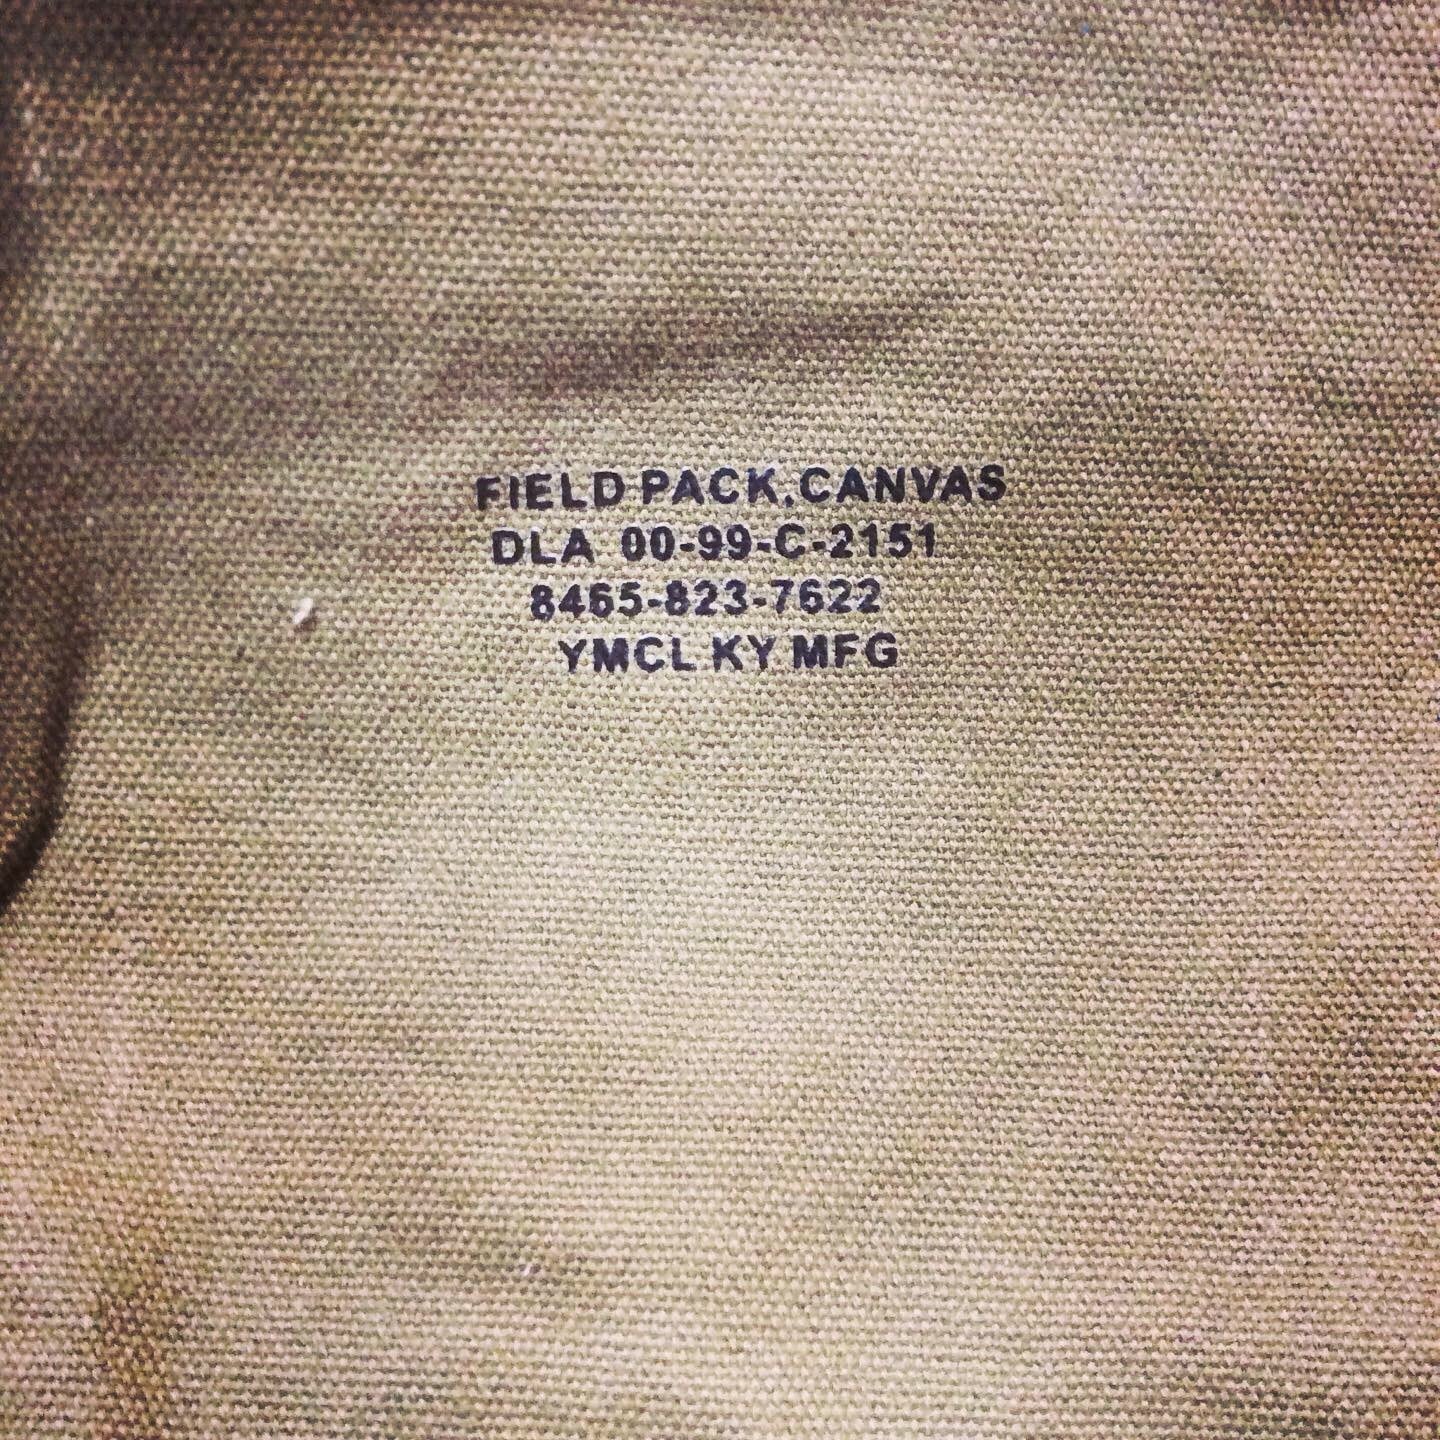 FIELD PACK,CANVAS
DLA 00-99-C-2151
8465-823-7622
YMCL KY MFG